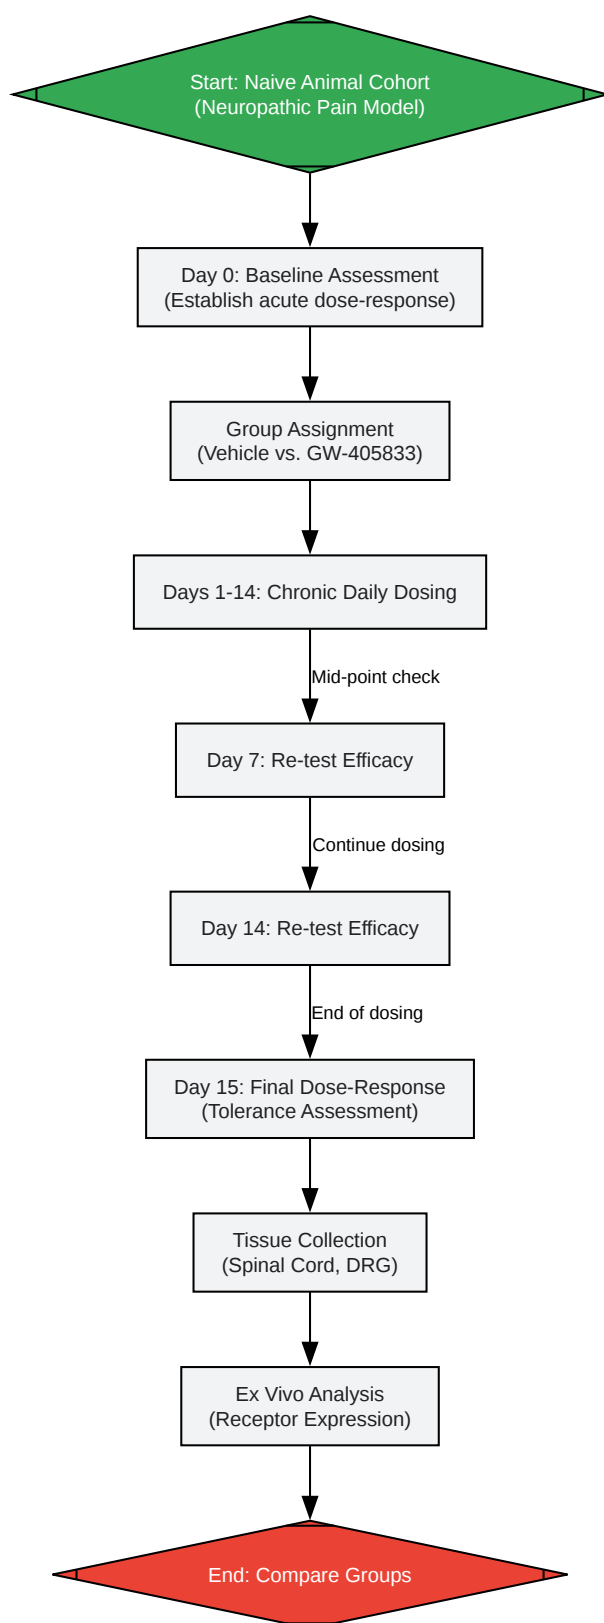 Start: Naive Animal Cohort
(Neuropathic Pain Model)
Day 0: Baseline Assessment
(Establish acute dose-response)
Group Assignment
(Vehicle vs. GW-405833)
Days 1-14: Chronic Daily Dosing
Mid-point check
Day 7: Re-test Efficacy
Continue dosing
Day 14: Re-test Efficacy
End of dosing
Day 15: Final Dose-Response
(Tolerance Assessment)
Tissue Collection
(Spinal Cord, DRG)
Ex Vivo Analysis
(Receptor Expression)
End: Compare Groups